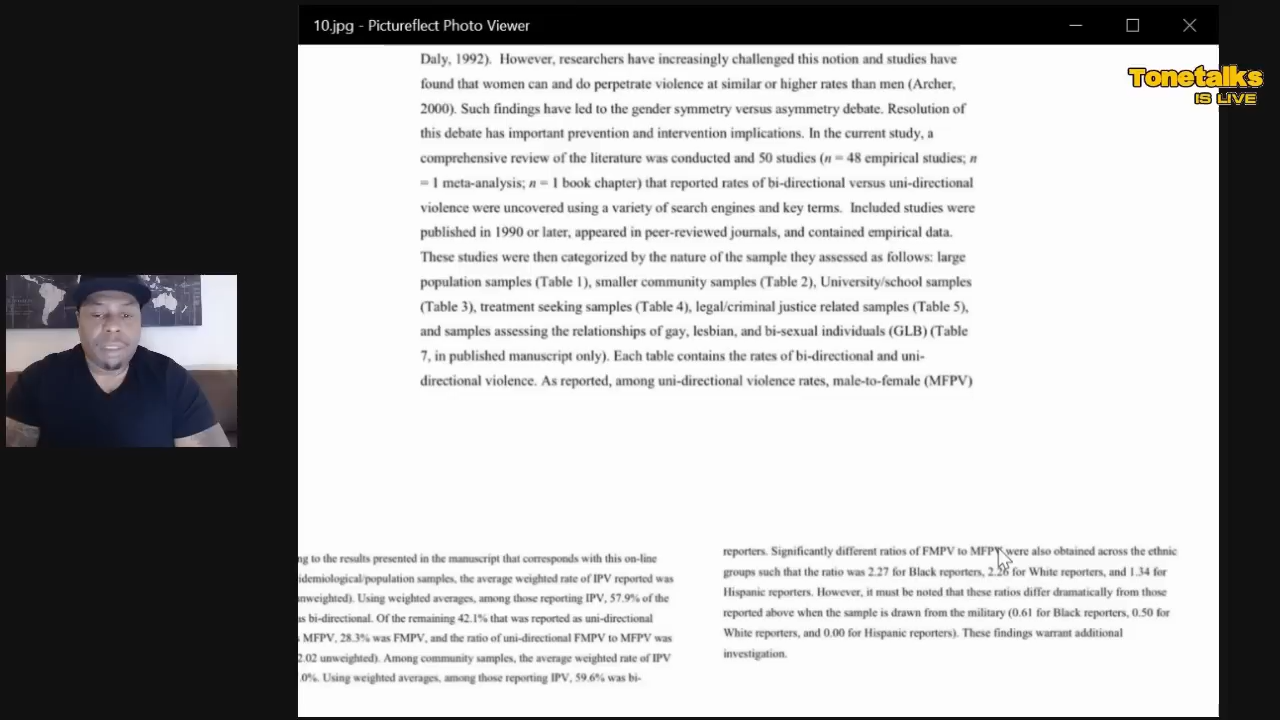 10.jpg - Pictureflect Photo Viewer
Tonetalks
IS LIVE
Daly, 1992). However, researchers have increasingly challenged this notion and studies have
found that women can and do perpetrate violence at similar or higher rates than men (Archer,
2000). Such findings have led to the gender symmetry versus asymmetry debate. Resolution of
this debate has important prevention and intervention implications. In the current study, a
comprehensive review of the literature was conducted and 50 studies (n = 48 empirical studies; n
= 1 meta-analysis; n = 1 book chapter) that reported rates of bi-directional versus uni-directional
violence were uncovered using a variety of search engines and key terms. Included studies were
published in 1990 or later, appeared in peer-reviewed journals, and contained empirical data.
These studies were then categorized by the nature of the sample they assessed as follows: large
population samples (Table 1), smaller community samples (Table 2), University/school samples
(Table 3), treatment seeking samples (Table 4), legal/criminal justice related samples (Table 5),
and samples assessing the relationships of gay, lesbian, and bi-sexual individuals (GLB) (Table
7, in published manuscript only). Each table contains the rates of bi-directional and uni-
directional violence. As reported, among uni-directional violence rates, male-to-female (MFPV)
ng to the results presented in the manuscript that corresponds with this on-line
idemiological/population samples, the average weighted rate of IPV reported was
nweighted). Using weighted averages, among those reporting IPV, 57.9% of the
as bi-directional. Of the remaining 42.1% that was reported as uni-directional
MFPV, 28.3% was FMPV, and the ratio of uni-directional FMPV to MFPV was
2.02 unweighted). Among community samples, the average weighted rate of IPV
.0%. Using weighted averages, among those reporting IPV, 59.6% was bi-
reporters. Significantly different ratios of FMPV to MFPV were also obtained across the ethnic
groups such that the ratio was 2.27 for Black reporters, 2.26 for White reporters, and 1.34 for
Hispanic reporters. However, it must be noted that these ratios differ dramatically from those
reported above when the sample is drawn from the military (0.61 for Black reporters, 0.50 for
White reporters, and 0.00 for Hispanic reporters). These findings warrant additional
investigation.